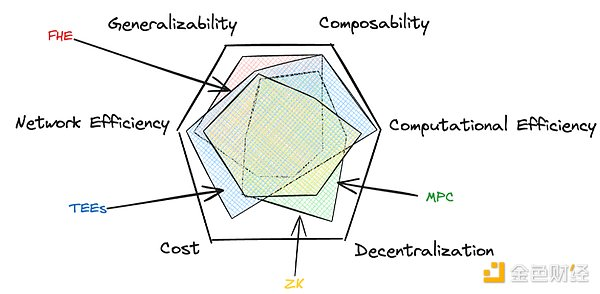 Generalizability
Composability
FHE
Network Efficiency
Computational Efficiency
TEEs
MPC
Cost
Decentralization
ZK
金色财经